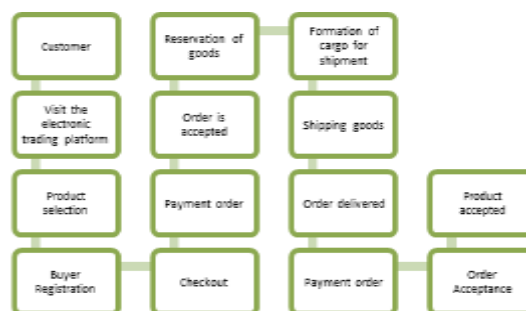 Customer
Visit the
electronic
trading platform
Product
selection
Buyer
Registration
Checkout
Payment order
Order is
accepted
Reservation of
goods
Formation of
cargo for
shipment
Shipping goods
Order delivered
Payment order
Order
Acceptance
Product
accepted